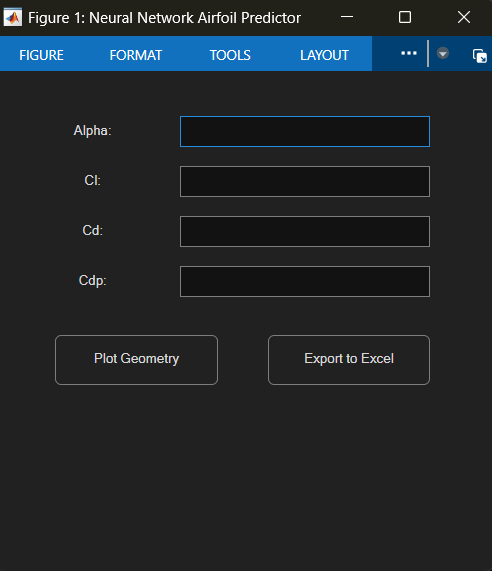 Figure 1: Neural Network Airfoil Predictor
FIGURE FORMAT TOOLS LAYOUT
Alpha:
Cl:
Cd:
Cdp:
Plot Geometry Export to Excel